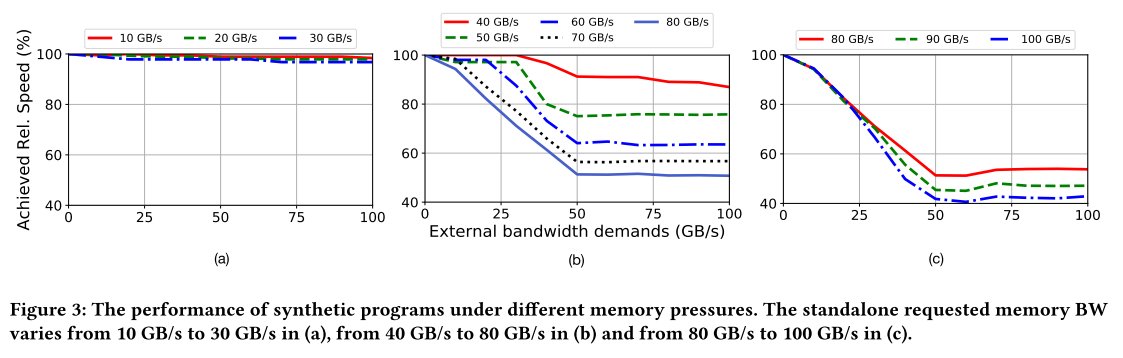 10 GB/s 20 GB/s 30 GB/s
40 GB/s 60 GB/s 80 GB/s
50 GB/s 70 GB/s
80 GB/s 90 GB/s 100 GB/s
Achieved Rel. Speed (%)
100
80
60
40
0 25 50 75 100
100
80
60
40
0 25 50 75 100
100
80
60
40
0 25 50 75 100
External bandwidth demands (GB/s)
(a) (b) (c)
Figure 3: The performance of synthetic programs under different memory pressures. The standalone requested memory BW
varies from 10 GB/s to 30 GB/s in (a), from 40 GB/s to 80 GB/s in (b) and from 80 GB/s to 100 GB/s in (c).